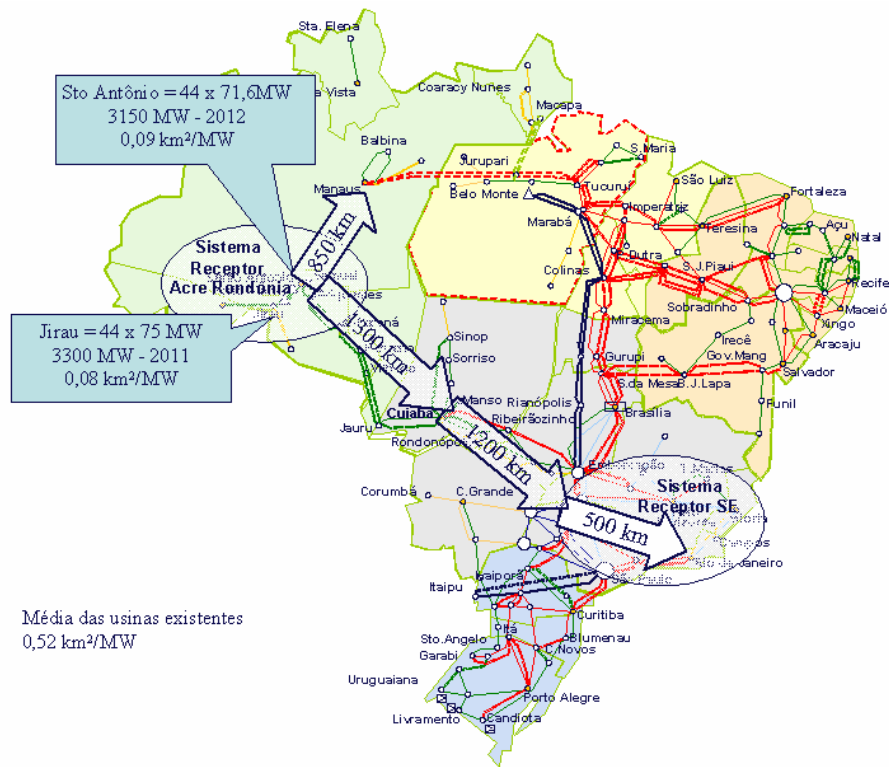 Sta. Elena
Vista
Coaracy Nunes
Macapa
Sto Antônio = 44 x 71,6MW
3150 MW - 2012
0,09 km²/MW
Balbina
Jurupari
S.Maria
Manaus
Belo Monte
Tucuruí
São Luiz
Fortaleza
Imperatriz
Marabá
Teresina
Açu
Natal
850 km
Sistema
Receptor
Acre Rondônia
P. Dutra
Colinas
S.J.Piaui
Recife
Sobradinho
Maceió
Xingo
Jirau = 44 x 75 MW
3300 MW - 2011
0,08 km²/MW
Jirau
1300 km
Miracema
Aracaju
Sinop
Irecê
Sorriso
Gurupi
Gov.Mang
Salvador
S.da Mesa
B.J.Lapa
Manso
Rianópolis
Funil
Cuiabá
Ribeirãozinho
Brasília
Jauru
Rondonópolis
1200 km
Emborcação
Corumbá
C.Grande
Sistema
Receptor SE
500 km
Rio de Janeiro
São Paulo
Itaipu
Ivaiporã
Curitiba
Média das usinas existentes
0,52 km²/MW
Itá
Blumenau
Sto.Angelo
C.Novos
Garabi
Uruguaiana
Porto Alegre
Livramento
Candiota